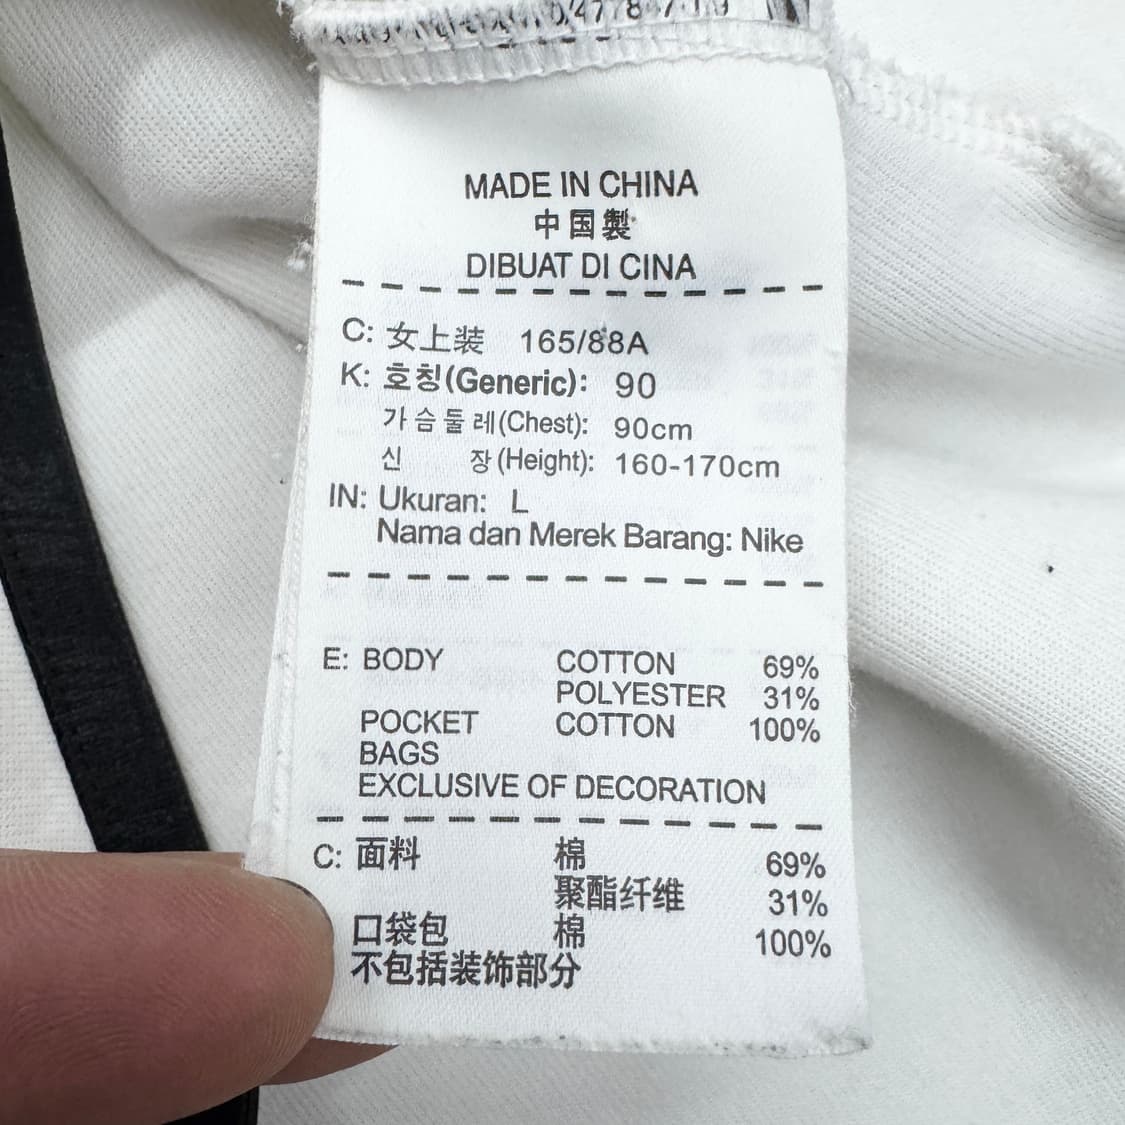 MADE IN CHINA
中国製
DIBUAT DI CINA
C: 女上装 165/88A
K: 호칭(Generic): 90
가슴둘레(Chest): 90cm
신 장(Height): 160-170cm
IN: Ukuran: L
Nama dan Merek Barang: Nike
E: BODY COTTON 69%
POLYESTER 31%
POCKET COTTON 100%
BAGS
EXCLUSIVE OF DECORATION
C: 面料 棉 69%
聚酯纤维 31%
口袋包 棉 100%
不包括装饰部分